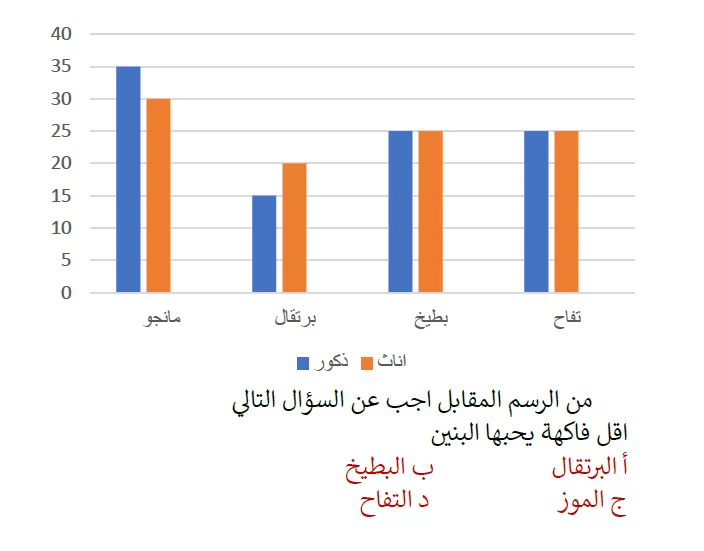 40
35
30
25
20
15
10
5
0
مانجو برتقال بطيخ تفاح
ذكور اناث
من الرسم المقابل اجب عن السؤال التالي
اقل فاكهة يحبها البنين
أ البرتقال ب البطيخ
ج الموز د التفاح